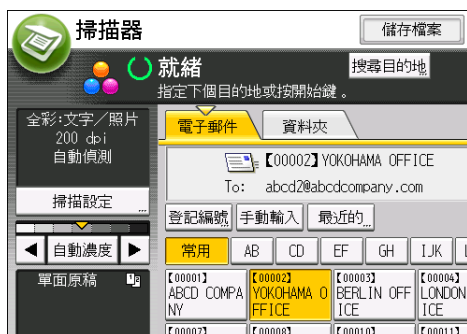 掃描器
儲存檔案
就緒
搜尋目的地
指定下個目的地或按開始鍵。
全彩:文字／照片
200 dpi
自動偵測
掃描設定
自動濃度
單面原稿
電子郵件
資料夾
【00002】YOKOHAMA OFFICE
To: abcd2@abcdcompany.com
登記編號
手動輸入
最近的
常用
AB
CD
EF
GH
IJK
【00001】
ABCD COMPA
NY
【00002】
YOKOHAMA O
FFICE
【00003】
BERLIN OFF
ICE
【00004】
LONDON
ICE
【00007】
【00008】
【00010】
【00011】